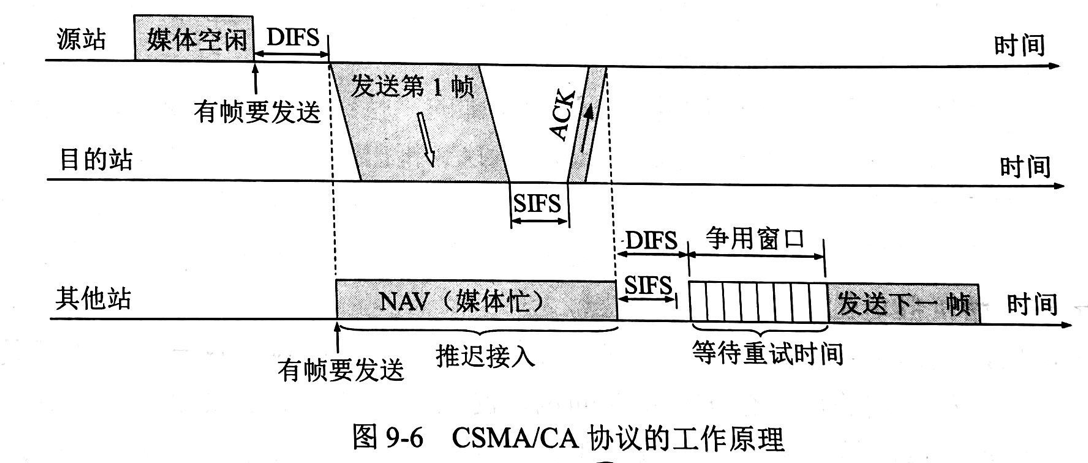 源站
媒体空闲
DIFS
时间
有帧要发送
发送第 1 帧
ACK
目的站
时间
SIFS
DIFS
争用窗口
其他站
NAV（媒体忙）
SIFS
发送下一帧
时间
有帧要发送
推迟接入
等待重试时间
图 9-6 CSMA/CA 协议的工作原理